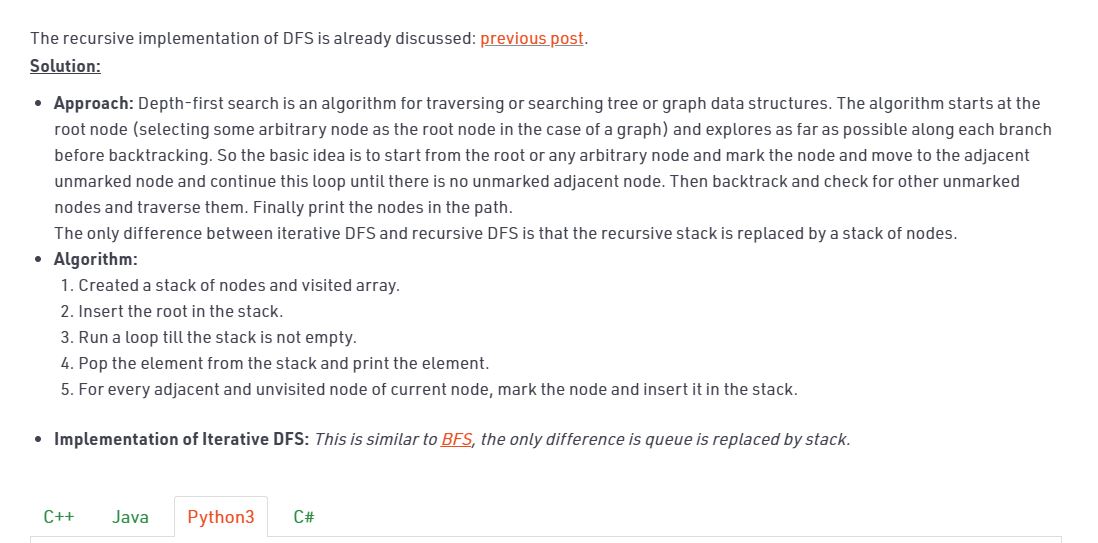 The recursive implementation of DFS is already discussed: previous post.
Solution:
• Approach: Depth-first search is an algorithm for traversing or searching tree or graph data structures. The algorithm starts at the
root node (selecting some arbitrary node as the root node in the case of a graph) and explores as far as possible along each branch
before backtracking. So the basic idea is to start from the root or any arbitrary node and mark the node and move to the adjacent
unmarked node and continue this loop until there is no unmarked adjacent node. Then backtrack and check for other unmarked
nodes and traverse them. Finally print the nodes in the path.
The only difference between iterative DFS and recursive DFS is that the recursive stack is replaced by a stack of nodes.
• Algorithm:
1. Created a stack of nodes and visited array.
2. Insert the root in the stack.
3. Run a loop till the stack is not empty.
4. Pop the element from the stack and print the element.
5. For every adjacent and unvisited node of current node, mark the node and insert it in the stack.
• Implementation of Iterative DFS: This is similar to BFS, the only difference is queue is replaced by stack.
C++ Java Python3 C#